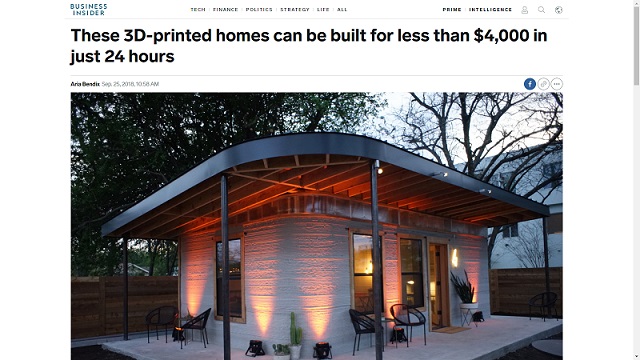 BUSINESS
INSIDER
TECH | FINANCE | POLITICS | STRATEGY | LIFE | ALL
PRIME | INTELLIGENCE
These 3D-printed homes can be built for less than $4,000 in
just 24 hours
Aria Bendix Sep. 25, 2018, 10:58 AM